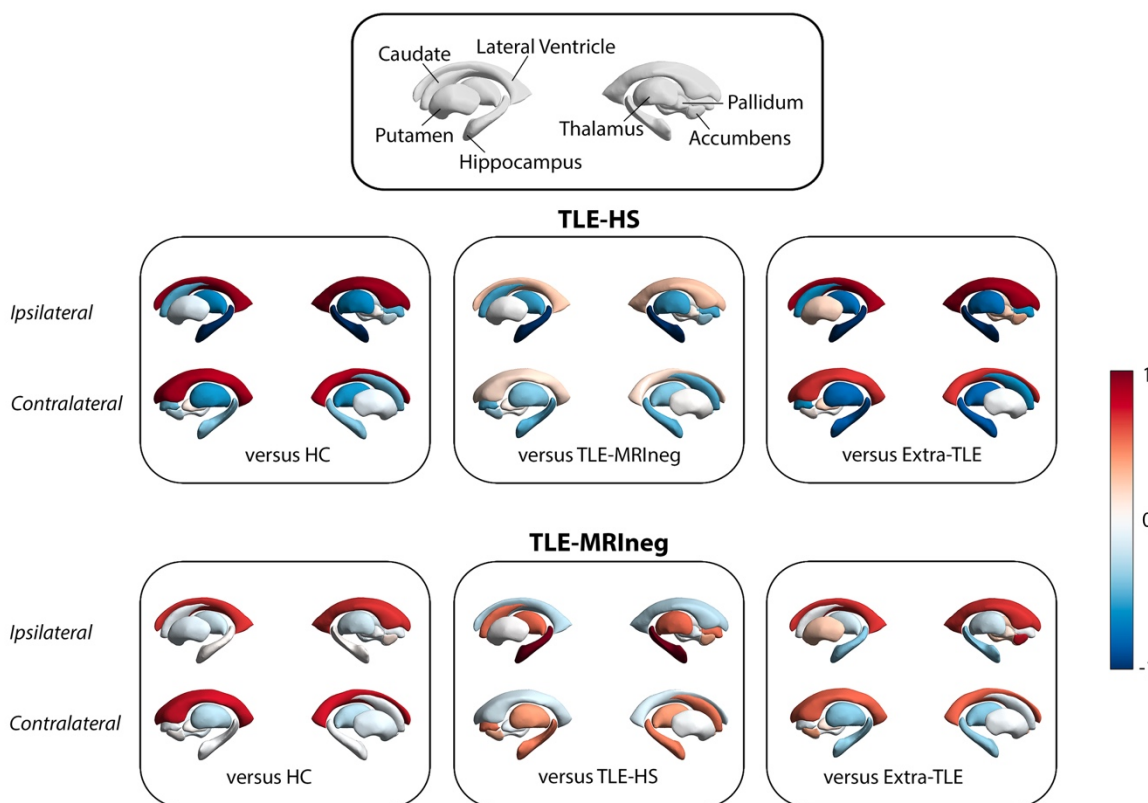 Caudate
Lateral Ventricle
Putamen
Hippocampus
Thalamus
Pallidum
Accumbens
TLE-HS
Ipsilateral
Contralateral
versus HC
versus TLE-MRIneg
versus Extra-TLE
1
0
-1
TLE-MRIneg
Ipsilateral
Contralateral
versus HC
versus TLE-HS
versus Extra-TLE